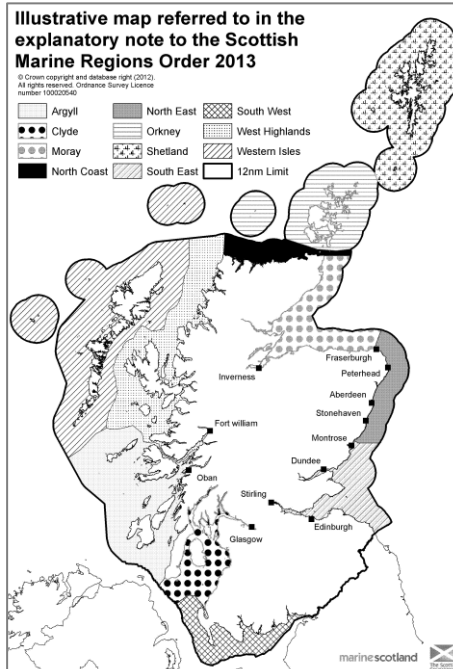 Illustrative map referred to in the
explanatory note to the Scottish
Marine Regions Order 2013
© Crown copyright and database right (2012).
All rights reserved. Ordnance Survey Licence
number 100020540
Argyll
North East
South West
Clyde
Orkney
West Highlands
Moray
Shetland
Western Isles
North Coast
South East
12nm Limit
Fraserburgh
Peterhead
Inverness
Aberdeen
Stonehaven
Fort william
Montrose
Dundee
Oban
Stirling
Edinburgh
Glasgow
marinescotland